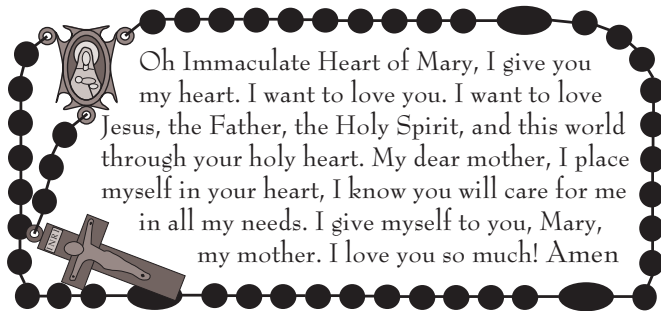 Oh Immaculate Heart of Mary, I give you
my heart. I want to love you. I want to love
Jesus, the Father, the Holy Spirit, and this world
through your holy heart. My dear mother, I place
myself in your heart, I know you will care for me
in all my needs. I give myself to you, Mary,
my mother. I love you so much! Amen
INRI